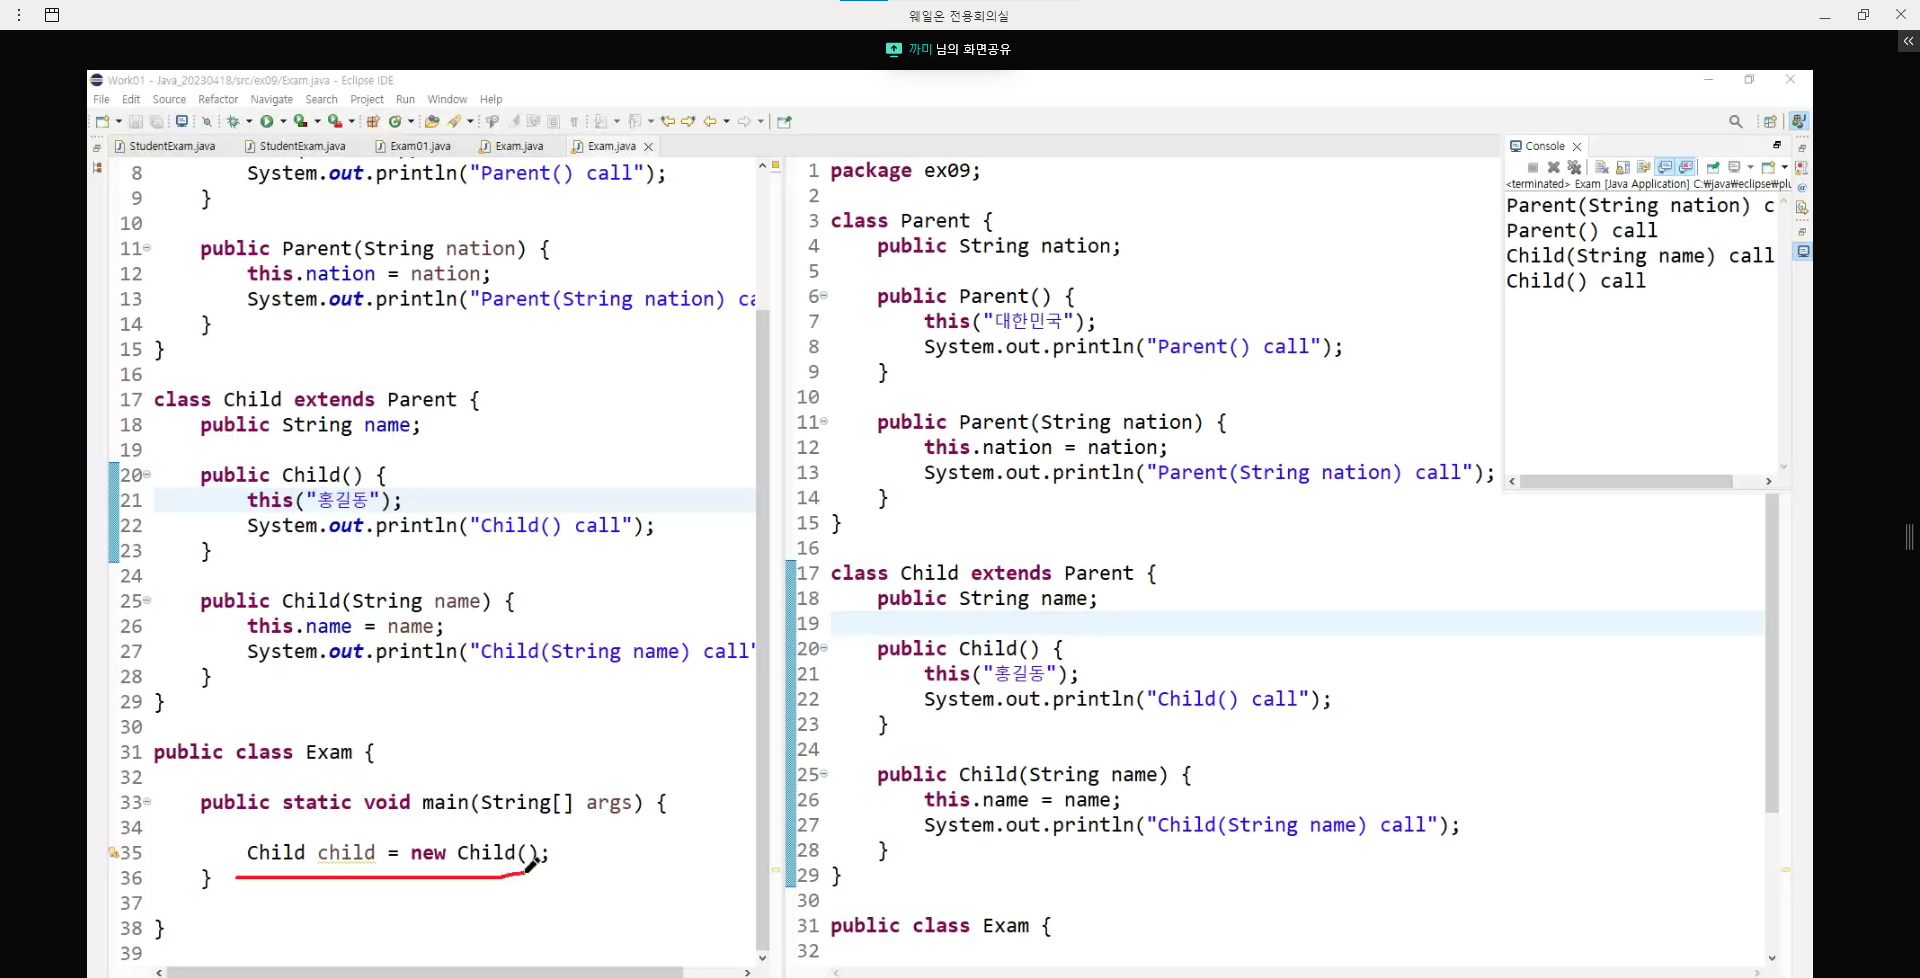 웨일온 전용회의실
까미 님의 화면공유
Work01 - Java_20230418/src/ex09/Exam.java - Eclipse IDE
File Edit Source Refactor Navigate Search Project Run Window Help
StudentExam.java StudentExam.java Exam01.java Exam.java Exam.java
8 System.out.println("Parent() call");
9 }
10
11 public Parent(String nation) {
12 this.nation = nation;
13 System.out.println("Parent(String nation) ca
14 }
15 }
16
17 class Child extends Parent {
18 public String name;
19
20 public Child() {
21 this("홍길동");
22 System.out.println("Child() call");
23 }
24
25 public Child(String name) {
26 this.name = name;
27 System.out.println("Child(String name) call"
28 }
29 }
30
31 public class Exam {
32
33 public static void main(String[] args) {
34
35 Child child = new Child();
36 }
37
38 }
39
1 package ex09;
2
3 class Parent {
4 public String nation;
5
6 public Parent() {
7 this("대한민국");
8 System.out.println("Parent() call");
9 }
10
11 public Parent(String nation) {
12 this.nation = nation;
13 System.out.println("Parent(String nation) call");
14 }
15 }
16
17 class Child extends Parent {
18 public String name;
19
20 public Child() {
21 this("홍길동");
22 System.out.println("Child() call");
23 }
24
25 public Child(String name) {
26 this.name = name;
27 System.out.println("Child(String name) call");
28 }
29 }
30
31 public class Exam {
32
Console
<terminated> Exam [Java Application] C:₩java₩eclipse₩plu
Parent(String nation) c
Parent() call
Child(String name) call
Child() call